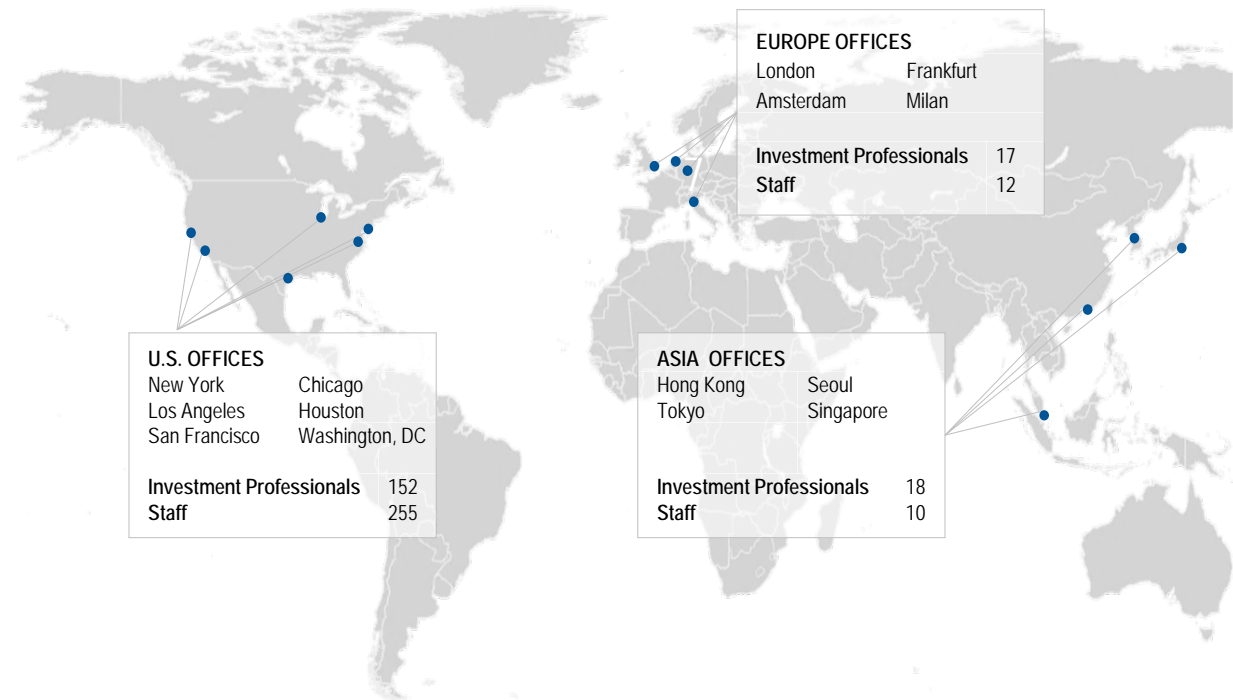 EUROPE OFFICES
London Frankfurt
Amsterdam Milan
Investment Professionals 17
Staff 12
U.S. OFFICES
New York Chicago
Los Angeles Houston
San Francisco Washington, DC
Investment Professionals 152
Staff 255
ASIA OFFICES
Hong Kong Seoul
Tokyo Singapore
Investment Professionals 18
Staff 10